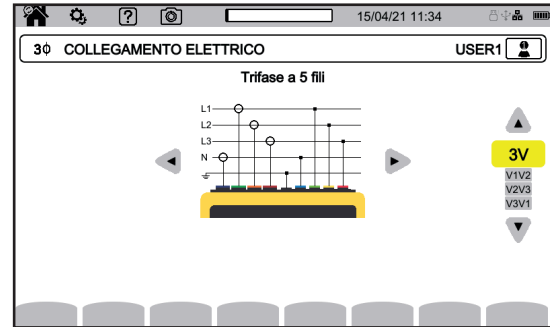 15/04/21 11:34
3Φ COLLEGAMENTO ELETTRICO USER1
Trifase a 5 fili
L1
L2
L3
N
3V
V1V2
V2V3
V3V1